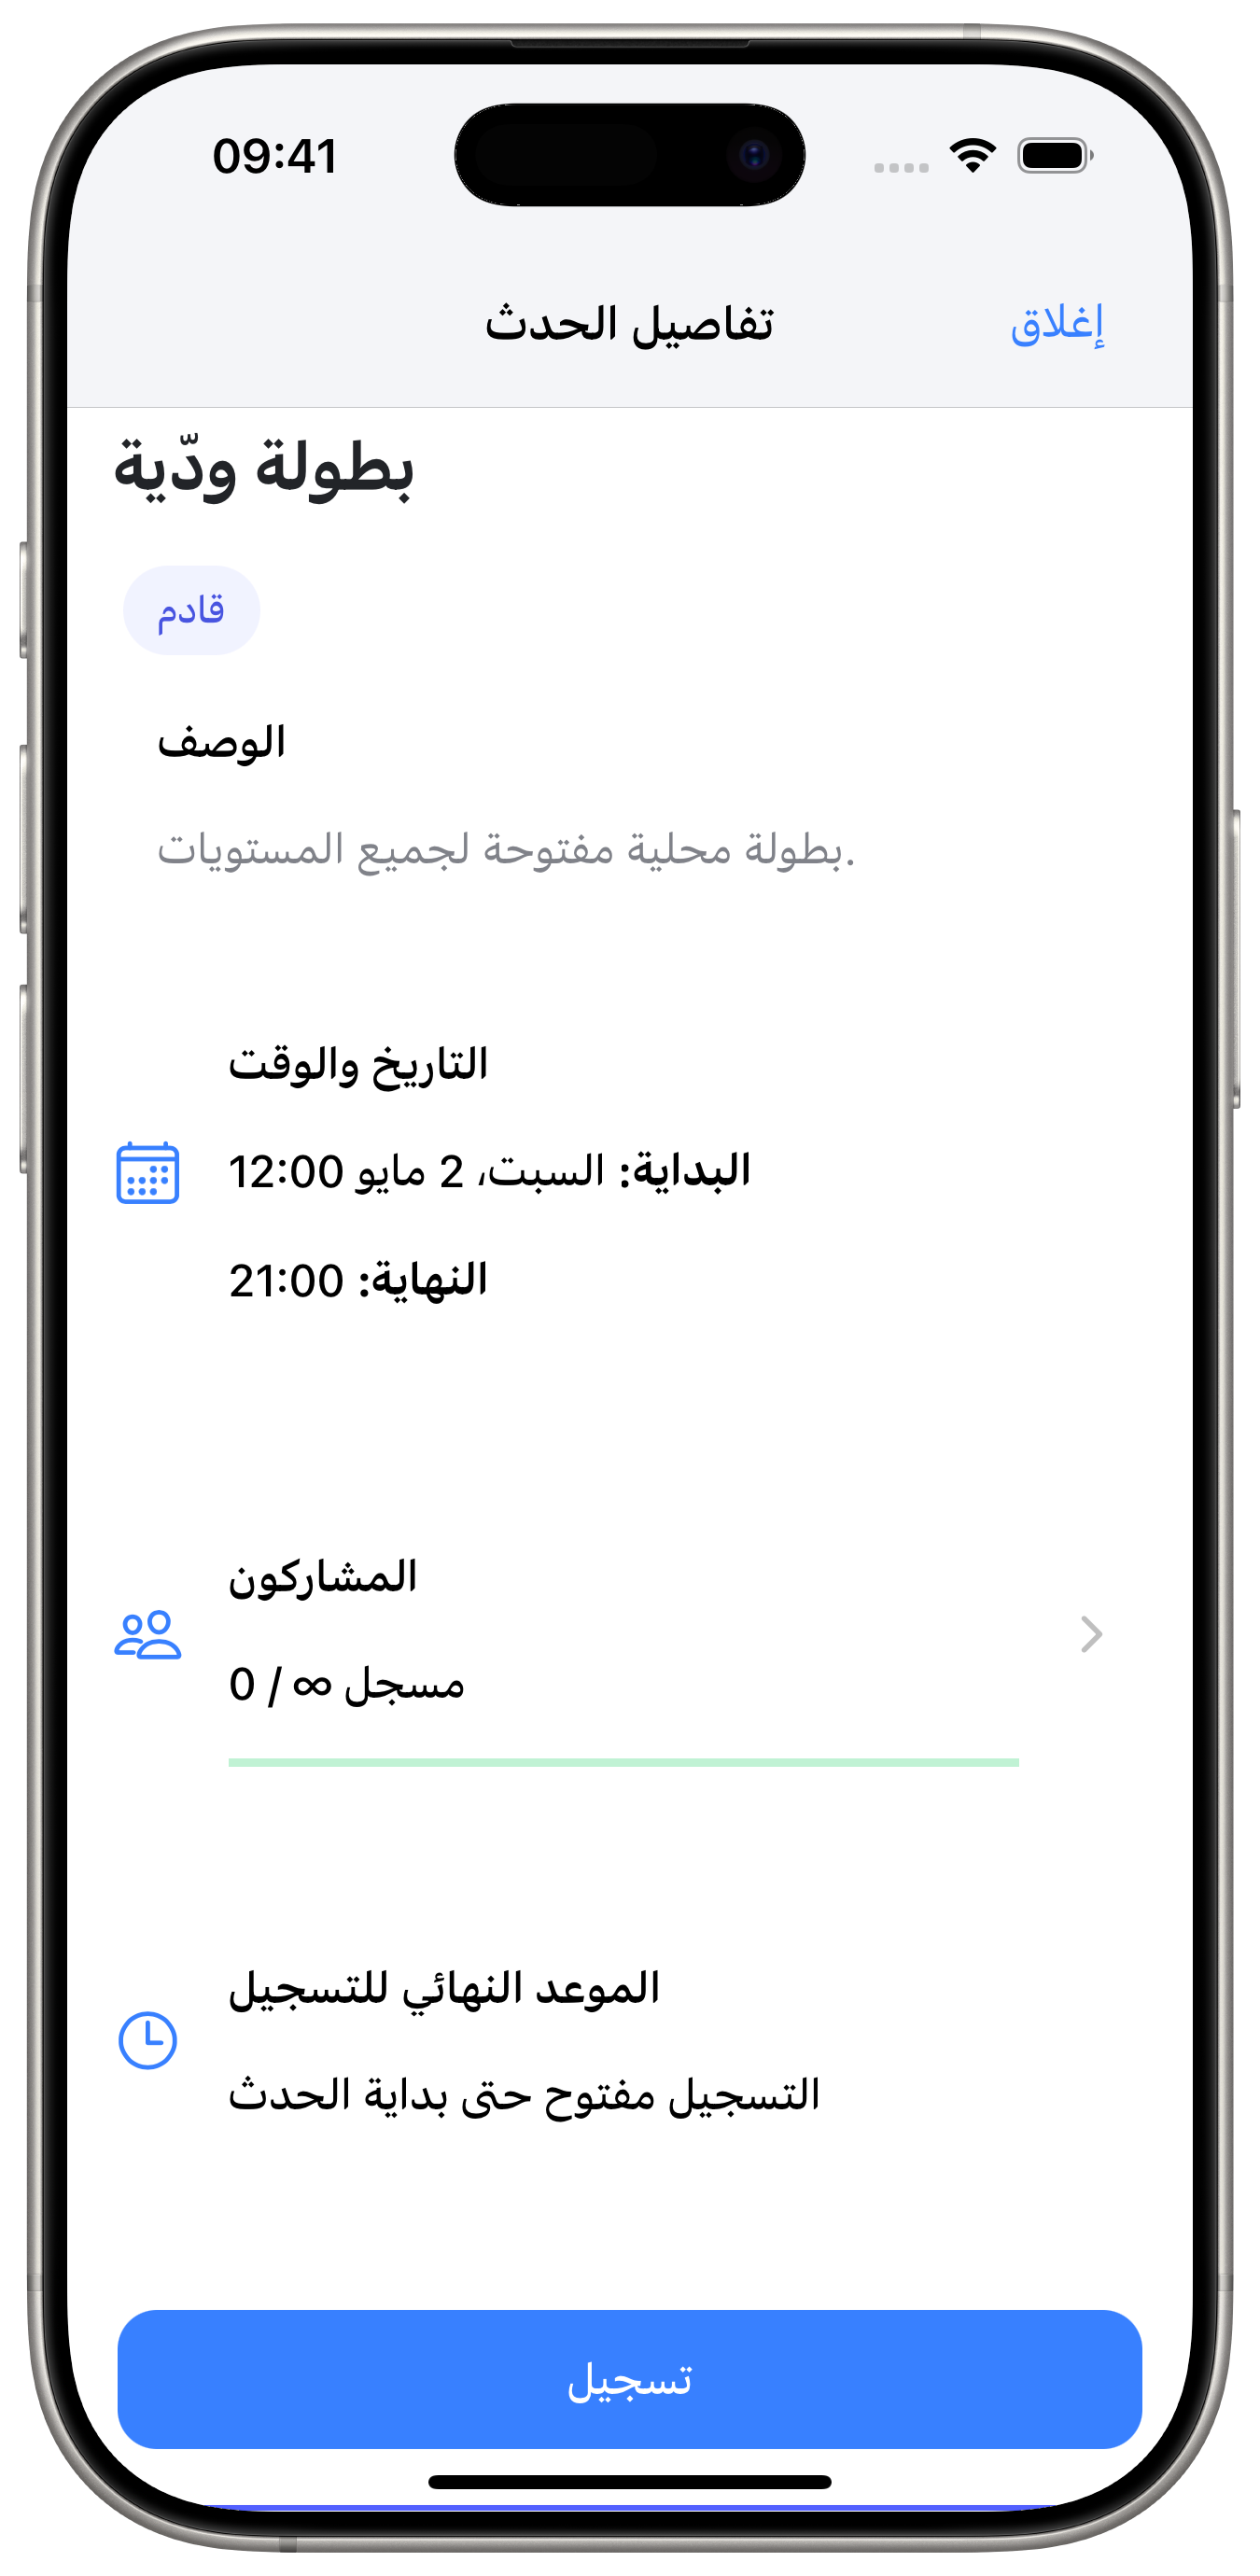 09:41
تفاصيل الحدث
إغلاق
بطولة ودّية
قادم
الوصف
بطولة محلية مفتوحة لجميع المستويات.
التاريخ والوقت
البداية: السبت، 2 مايو 12:00
النهاية: 21:00
المشاركون
0 / ∞ مسجل
الموعد النهائي للتسجيل
التسجيل مفتوح حتى بداية الحدث
تسجيل